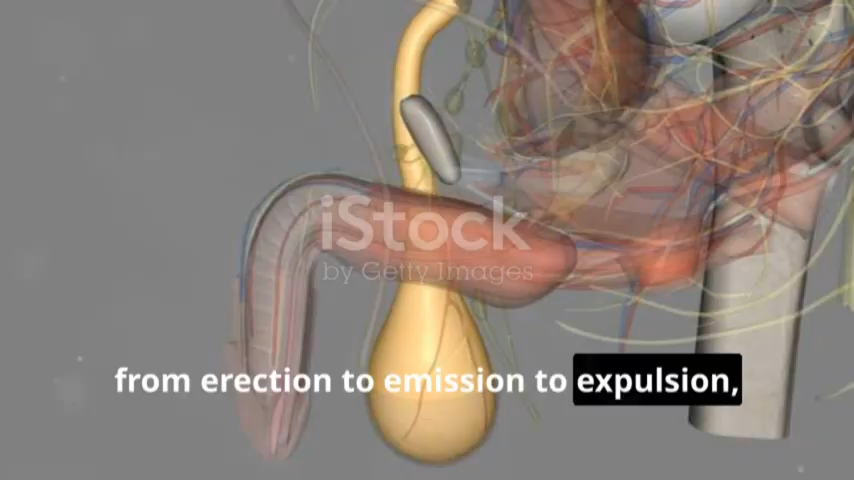 iStock
by Getty Images
from erection to emission to expulsion,